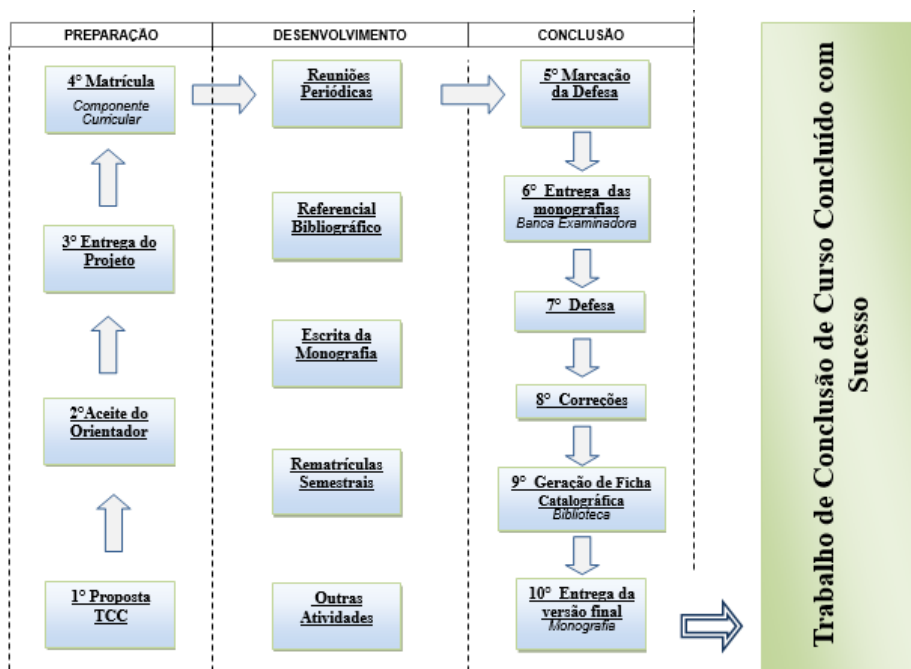 PREPARAÇÃO
DESENVOLVIMENTO
CONCLUSÃO
4° Matrícula
Componente
Curricular
3° Entrega do
Projeto
2°Aceite do
Orientador
1° Proposta
TCC
Reuniões
Periódicas
Referencial
Bibliográfico
Escrita da
Monografia
Rematrículas
Semestrais
Outras
Atividades
5° Marcação
da Defesa
6° Entrega das
monografias
Banca Examinadora
7° Defesa
8° Correções
9° Geração de Ficha
Catalográfica
Biblioteca
10° Entrega da
versão final
Monografia
Trabalho de Conclusão de Curso Concluído com
Sucesso